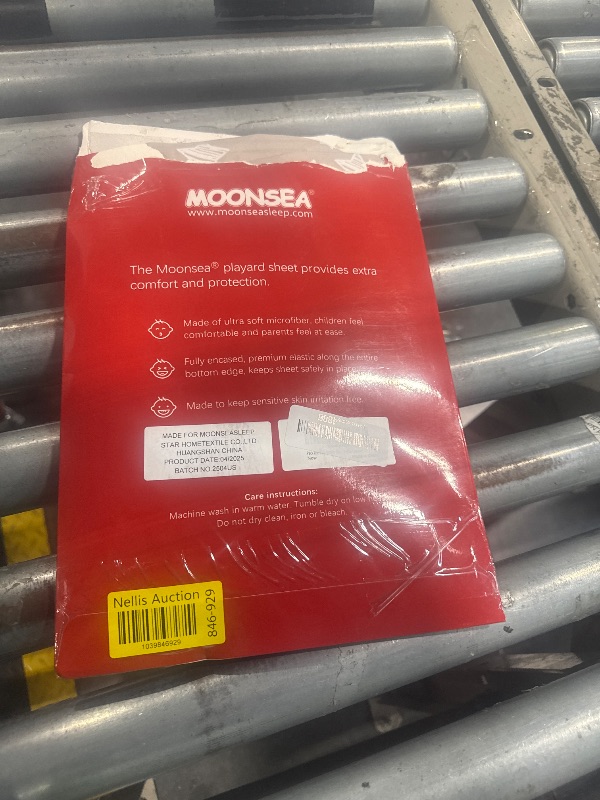 MOONSEA®
www.moonseasleep.com
The Moonsea® playard sheet provides extra
comfort and protection.
Made of ultra soft microfiber, children feel
comfortable and parents feel at ease.
Fully encased, premium elastic along the entire
bottom edge, keeps sheet safely in place.
Made to keep sensitive skin irritation free.
MADE FOR MOONSEASLEEP
STAR HOMETEXTILE CO.,LTD
HUANGSHAN CHINA
PRODUCT DATE:04/2025
BATCH NO.2504US
Care instructions:
Machine wash in warm water. Tumble dry on low
Do not dry clean, iron or bleach.
Nellis Auction
1039846929
846-929